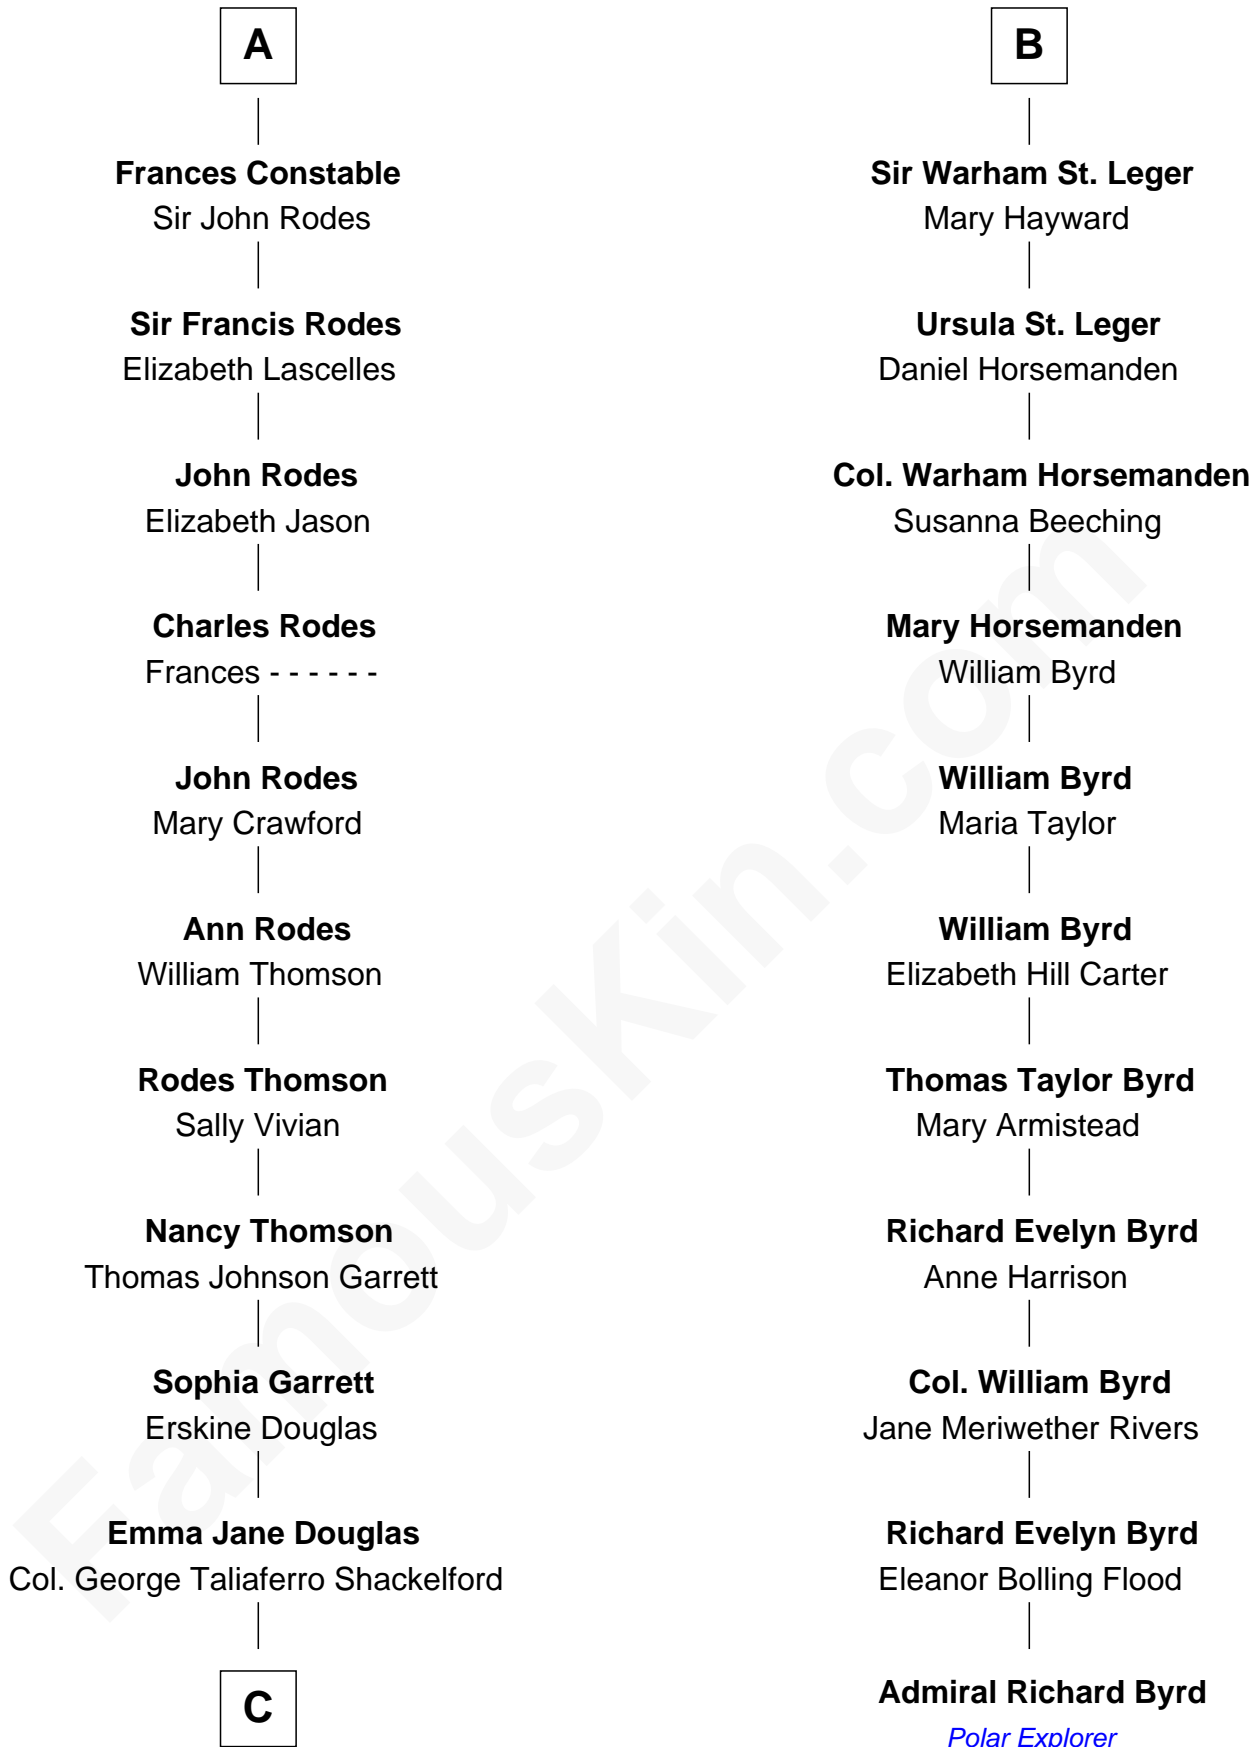 A
Frances Constable
Sir John Rodes
Sir Francis Rodes
Elizabeth Lascelles
John Rodes
Elizabeth Jason
Charles Rodes
Frances - - - - - -
John Rodes
Mary Crawford
Ann Rodes
William Thomson
Rodes Thomson
Sally Vivian
Nancy Thomson
Thomas Johnson Garrett
Sophia Garrett
Erskine Douglas
Emma Jane Douglas
Col. George Taliaferro Shackelford
C
B
Sir Warham St. Leger
Mary Hayward
Ursula St. Leger
Daniel Horsemanden
Col. Warham Horsemanden
Susanna Beeching
Mary Horsemanden
William Byrd
William Byrd
Maria Taylor
William Byrd
Elizabeth Hill Carter
Thomas Taylor Byrd
Mary Armistead
Richard Evelyn Byrd
Anne Harrison
Col. William Byrd
Jane Meriwether Rivers
Richard Evelyn Byrd
Eleanor Bolling Flood
Admiral Richard Byrd
Polar Explorer
FamousKin.com